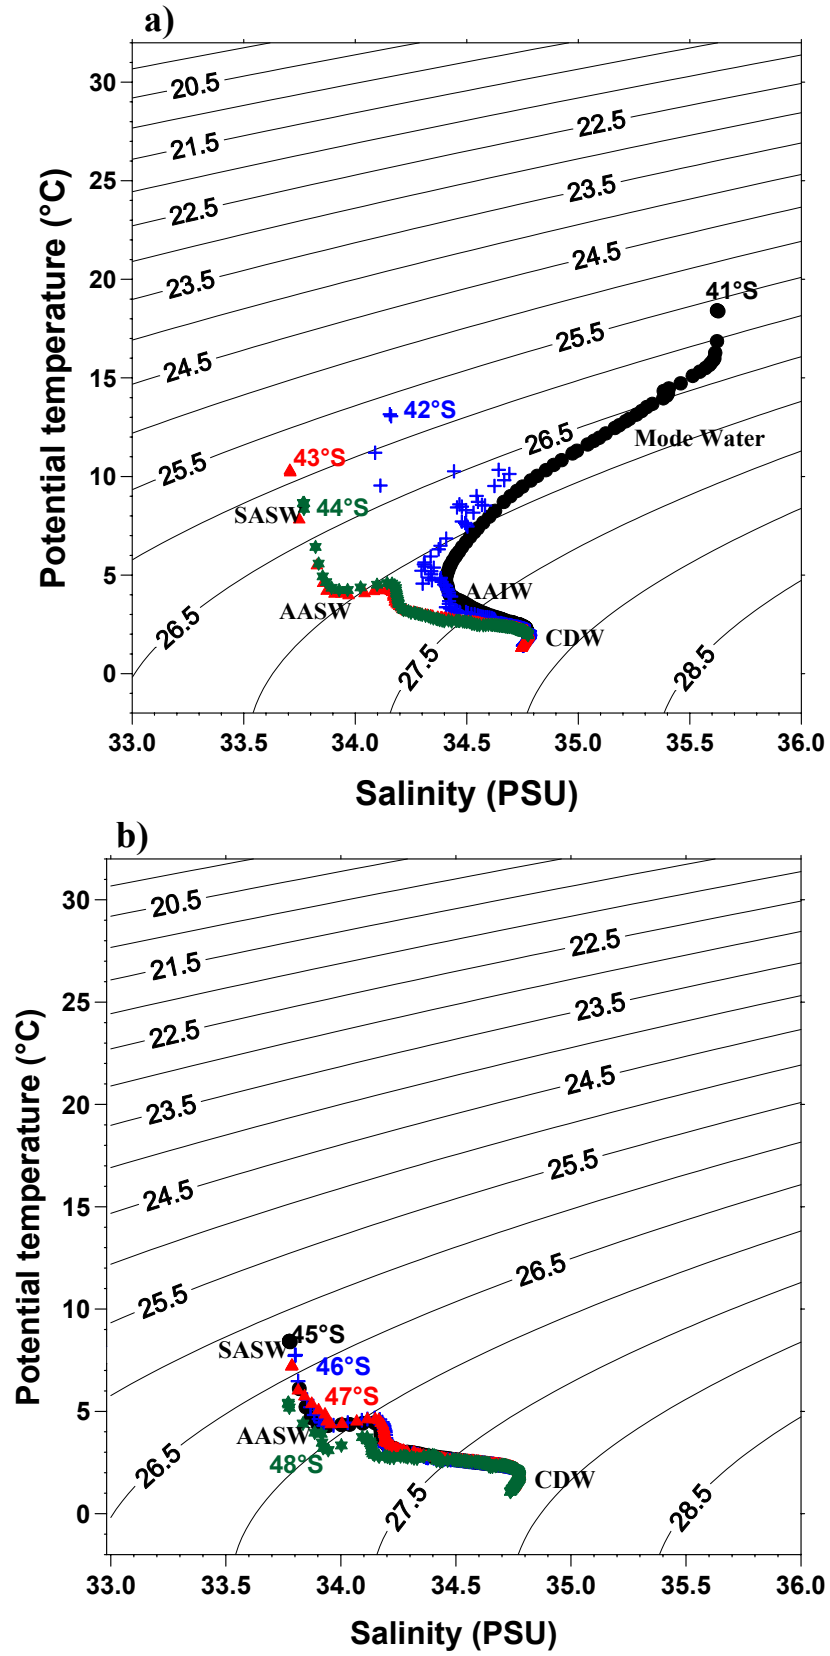 a)
30
20.5
22.5
21.5
25
23.5
22.5
24.5
20
23.5
41°S
25.5
24.5
15
42°S
26.5
Mode Water
25.5
43°S
10
SASW
44°S
5
AAIW
AASW
26.5
CDW
27.5
28.5
0
33.0 33.5 34.0 34.5 35.0 35.5 36.0
Potential temperature (°C)
Salinity (PSU)
b)
30
20.5
22.5
21.5
25
23.5
22.5
24.5
20
23.5
25.5
24.5
15
26.5
25.5
10
45°S
SASW
46°S
47°S
5
AASW
48°S
26.5
CDW
27.5
28.5
0
33.0 33.5 34.0 34.5 35.0 35.5 36.0
Potential temperature (°C)
Salinity (PSU)